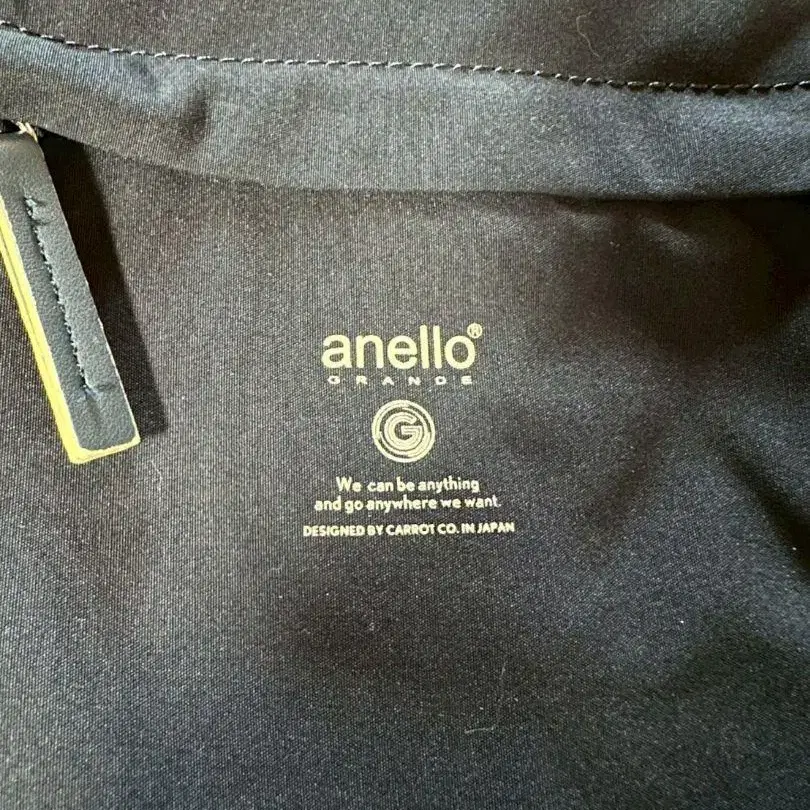 anello®
GRANDE
G
We can be anything
and go anywhere we want.
DESIGNED BY CARROT CO. IN JAPAN